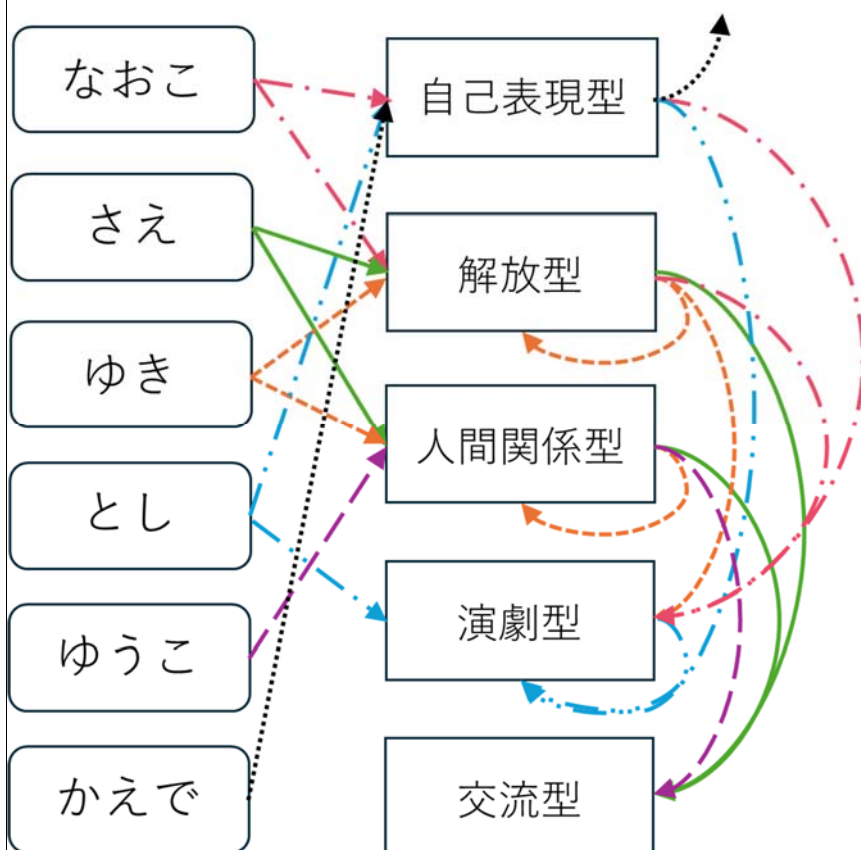 なおこ
さえ
ゆき
とし
ゆうこ
かえで
自己表現型
解放型
人間関係型
演劇型
交流型